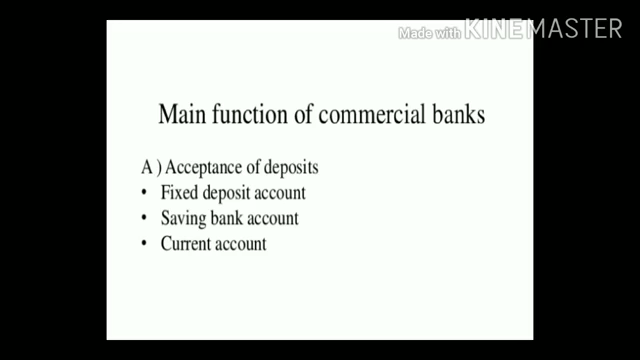 Made with KINEMASTER
Main function of commercial banks
A ) Acceptance of deposits
• Fixed deposit account
• Saving bank account
• Current account